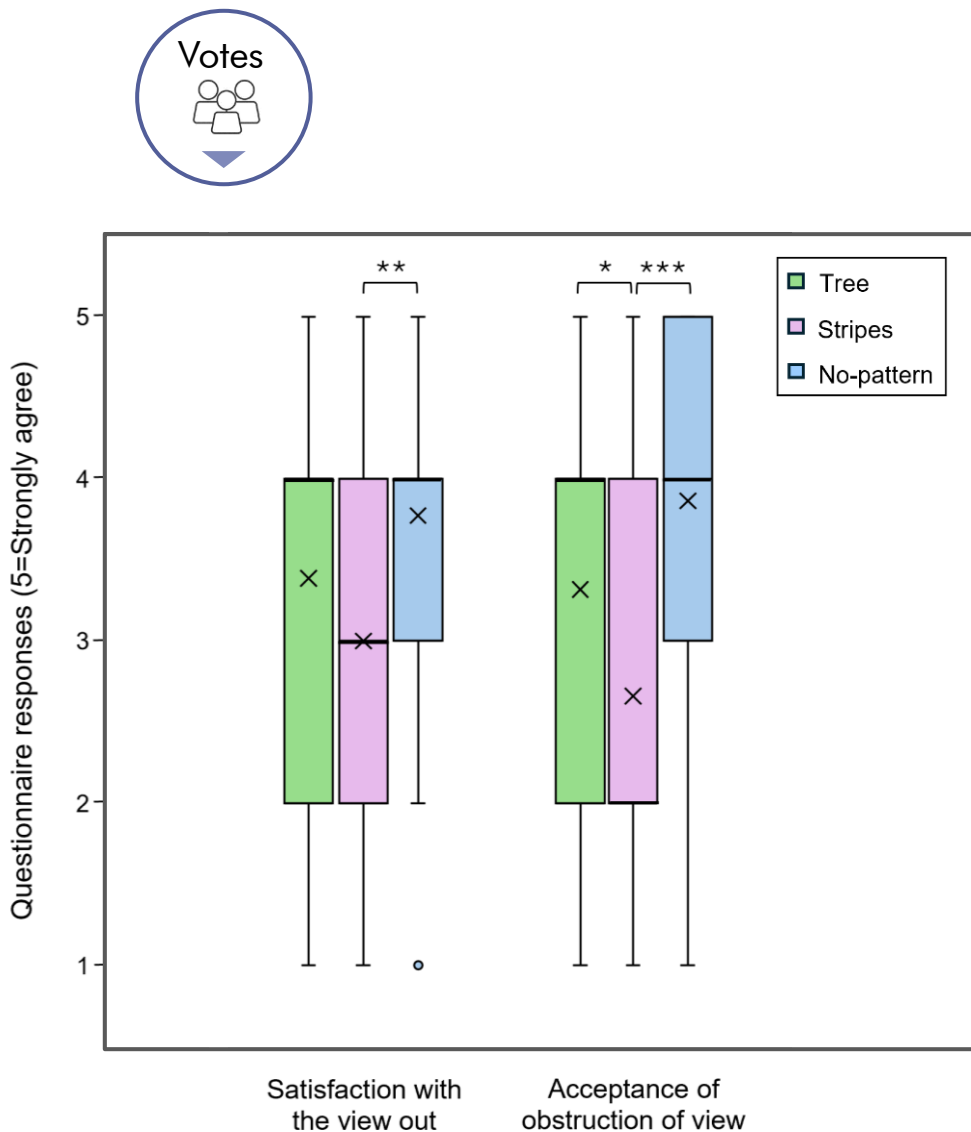 Votes
** * ***
Tree
Stripes
No-pattern
5
4
3
2
1
Questionnaire responses (5=Strongly agree)
Satisfaction with
the view out
Acceptance of
obstruction of view